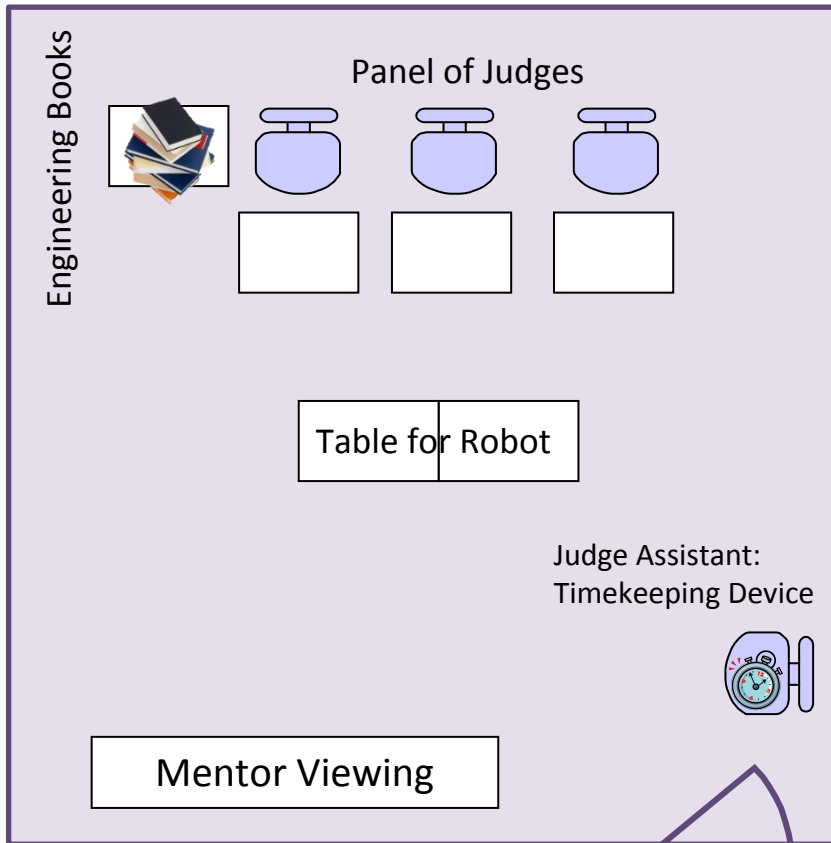 Engineering Books
Panel of Judges
Table for Robot
Judge Assistant:
Timekeeping Device
Mentor Viewing